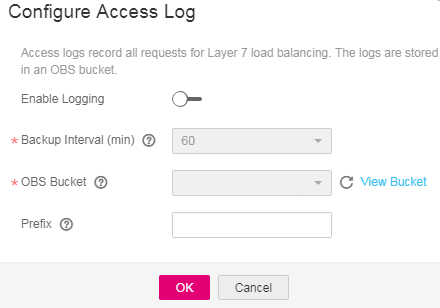 Configure Access Log
Access logs record all requests for Layer 7 load balancing. The logs are stored
in an OBS bucket.
Enable Logging
* Backup Interval (min) ? 60
* OBS Bucket ? View Bucket
Prefix ?
OK Cancel